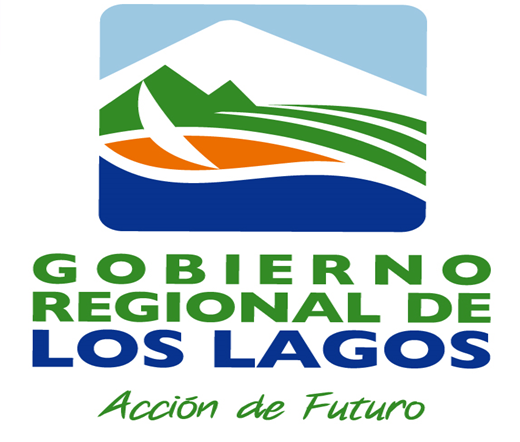 GOBIERNO
REGIONAL DE
LOS LAGOS
Acción de Futuro